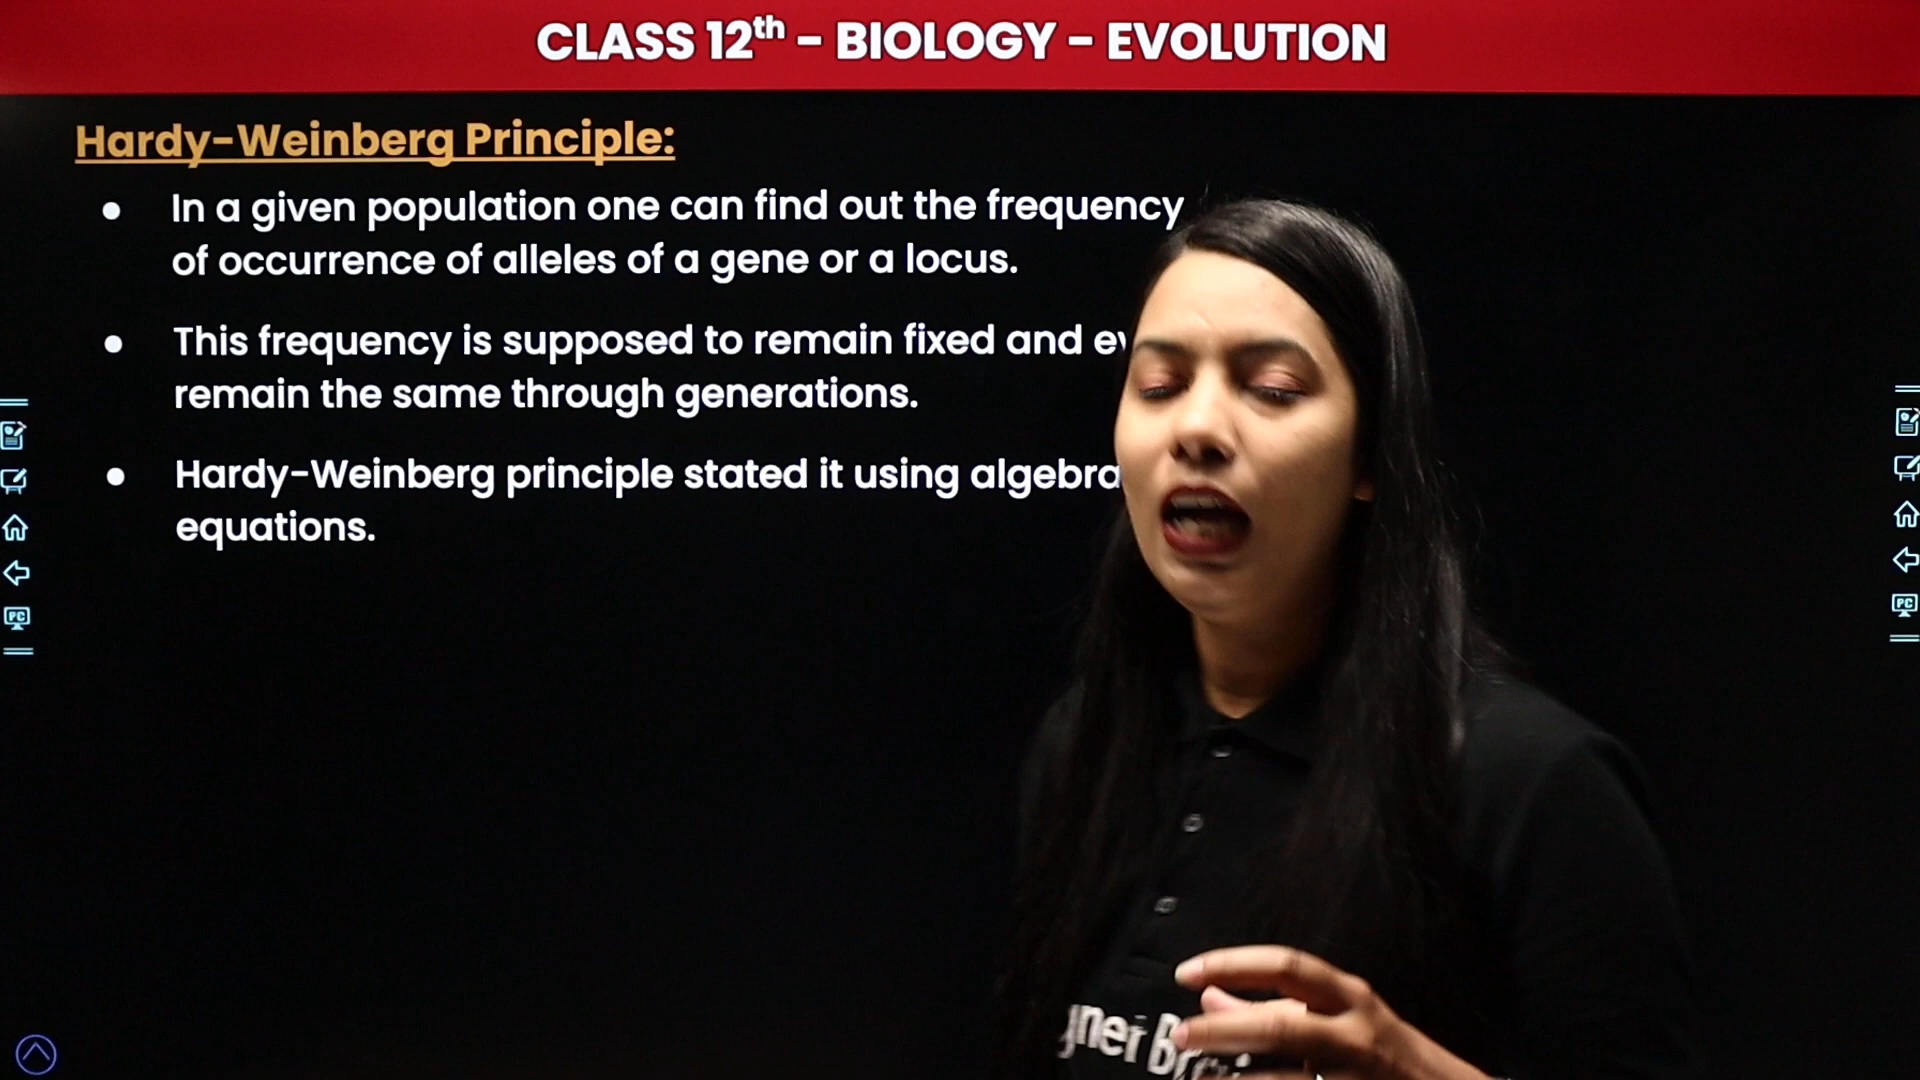 CLASS 12th - BIOLOGY - EVOLUTION
Hardy-Weinberg Principle:
• In a given population one can find out the frequency
of occurrence of alleles of a gene or a locus.
• This frequency is supposed to remain fixed and
remain the same through generations.
• Hardy-Weinberg principle stated it using
equations.
PC
PC